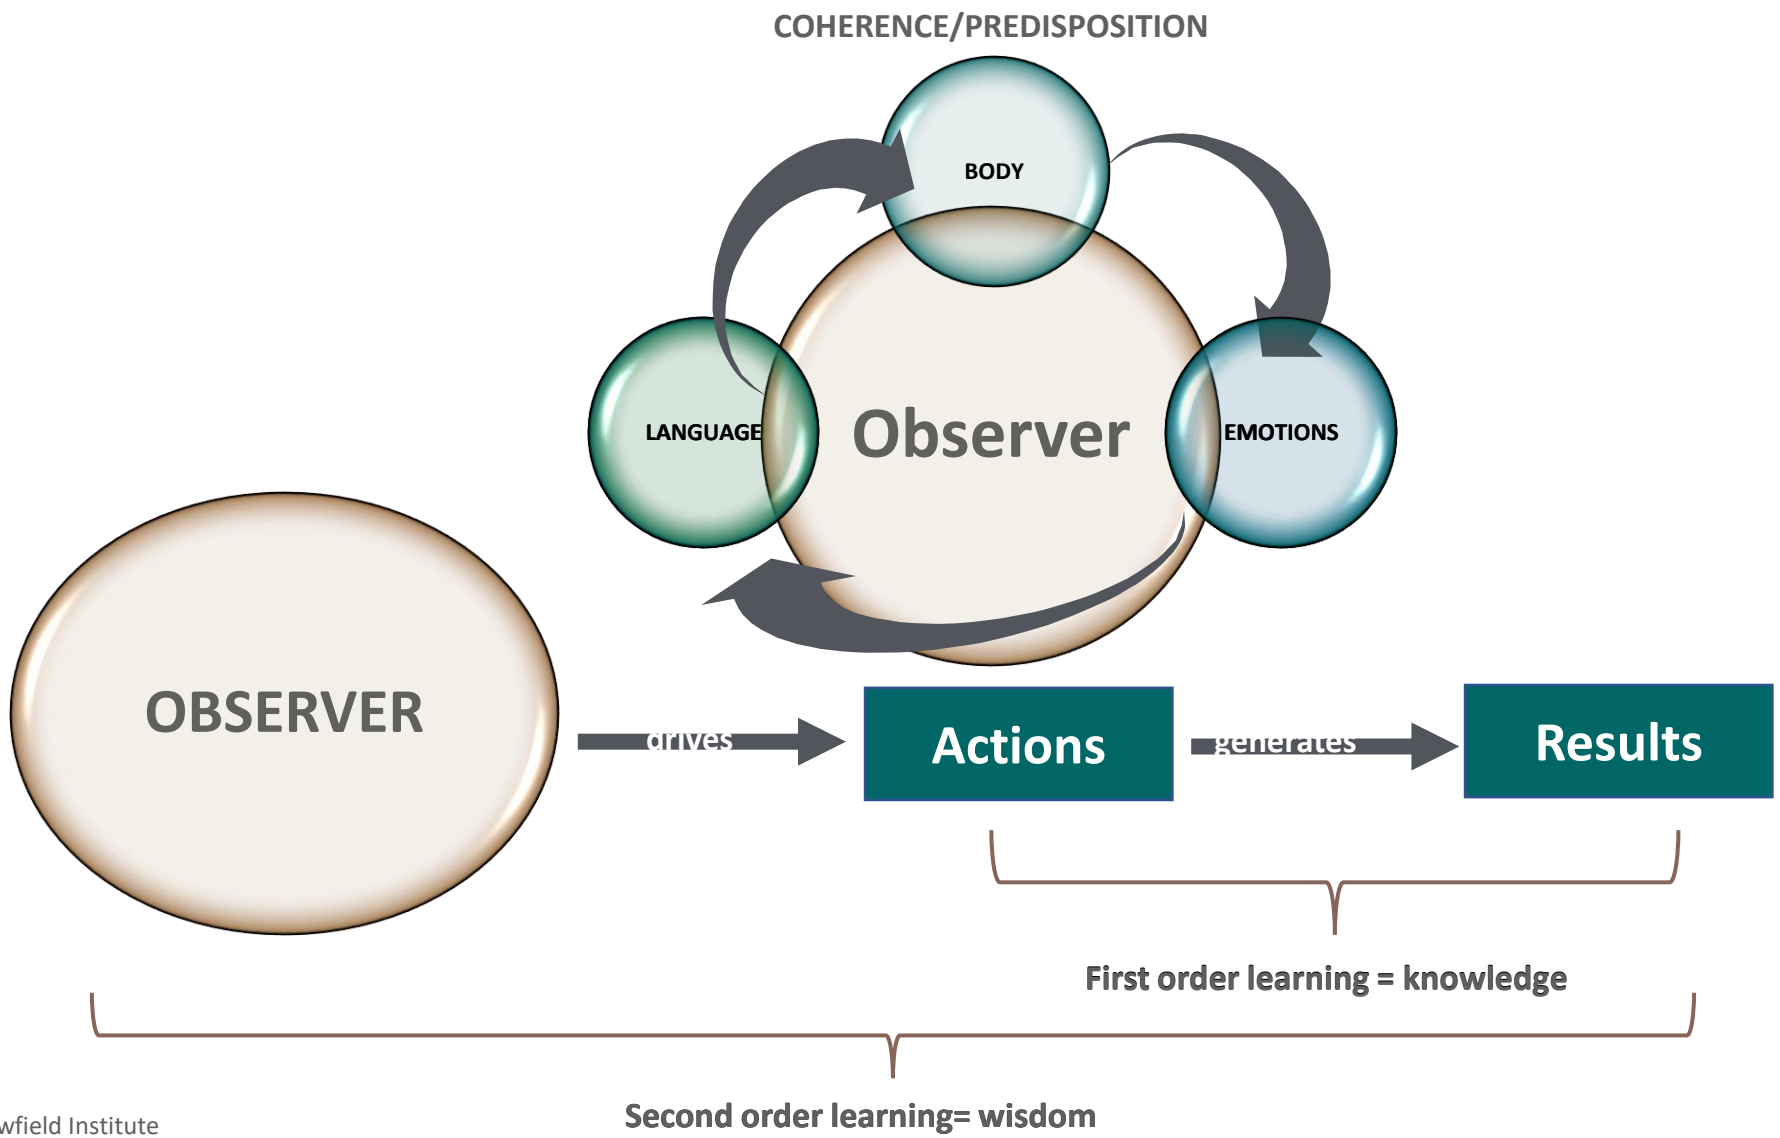 COHERENCE/PREDISPOSITION
BODY
LANGUAGE
Observer
EMOTIONS
OBSERVER
drives
Actions
generates
Results
First order learning = knowledge
Second order learning= wisdom
wfield Institute